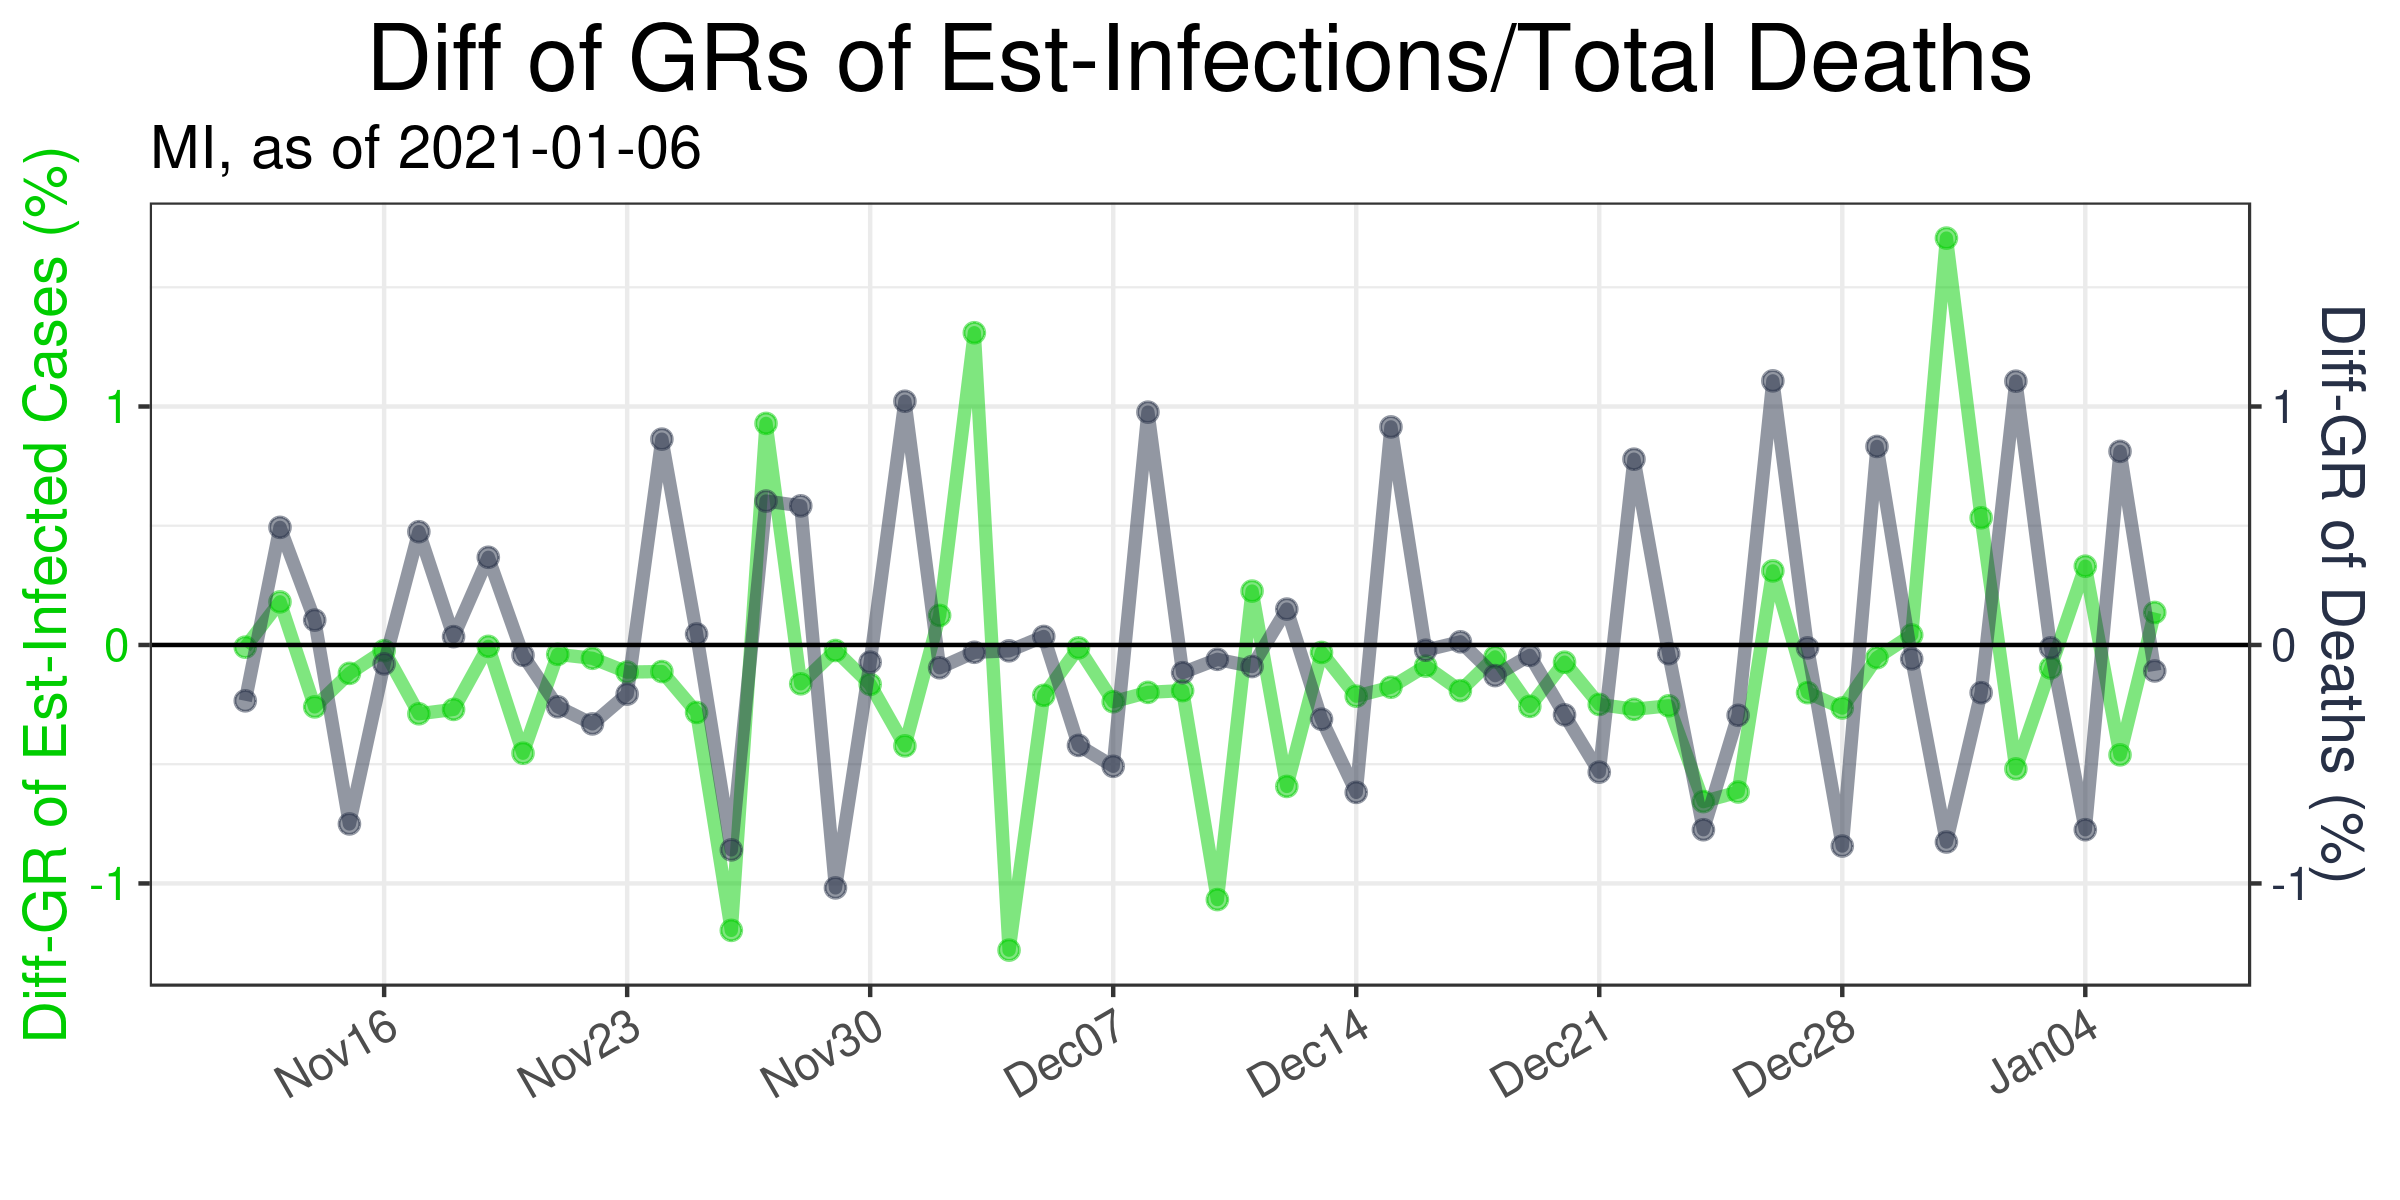 Diff of GRs of Est-Infections/Total Deaths
MI, as of 2021-01-06
Diff-GR of Est-Infected Cases (%)
1
0
-1
1
0
-1
Diff-GR of Deaths (%)
Nov16
Nov23
Nov30
Dec07
Dec14
Dec21
Dec28
Jan04